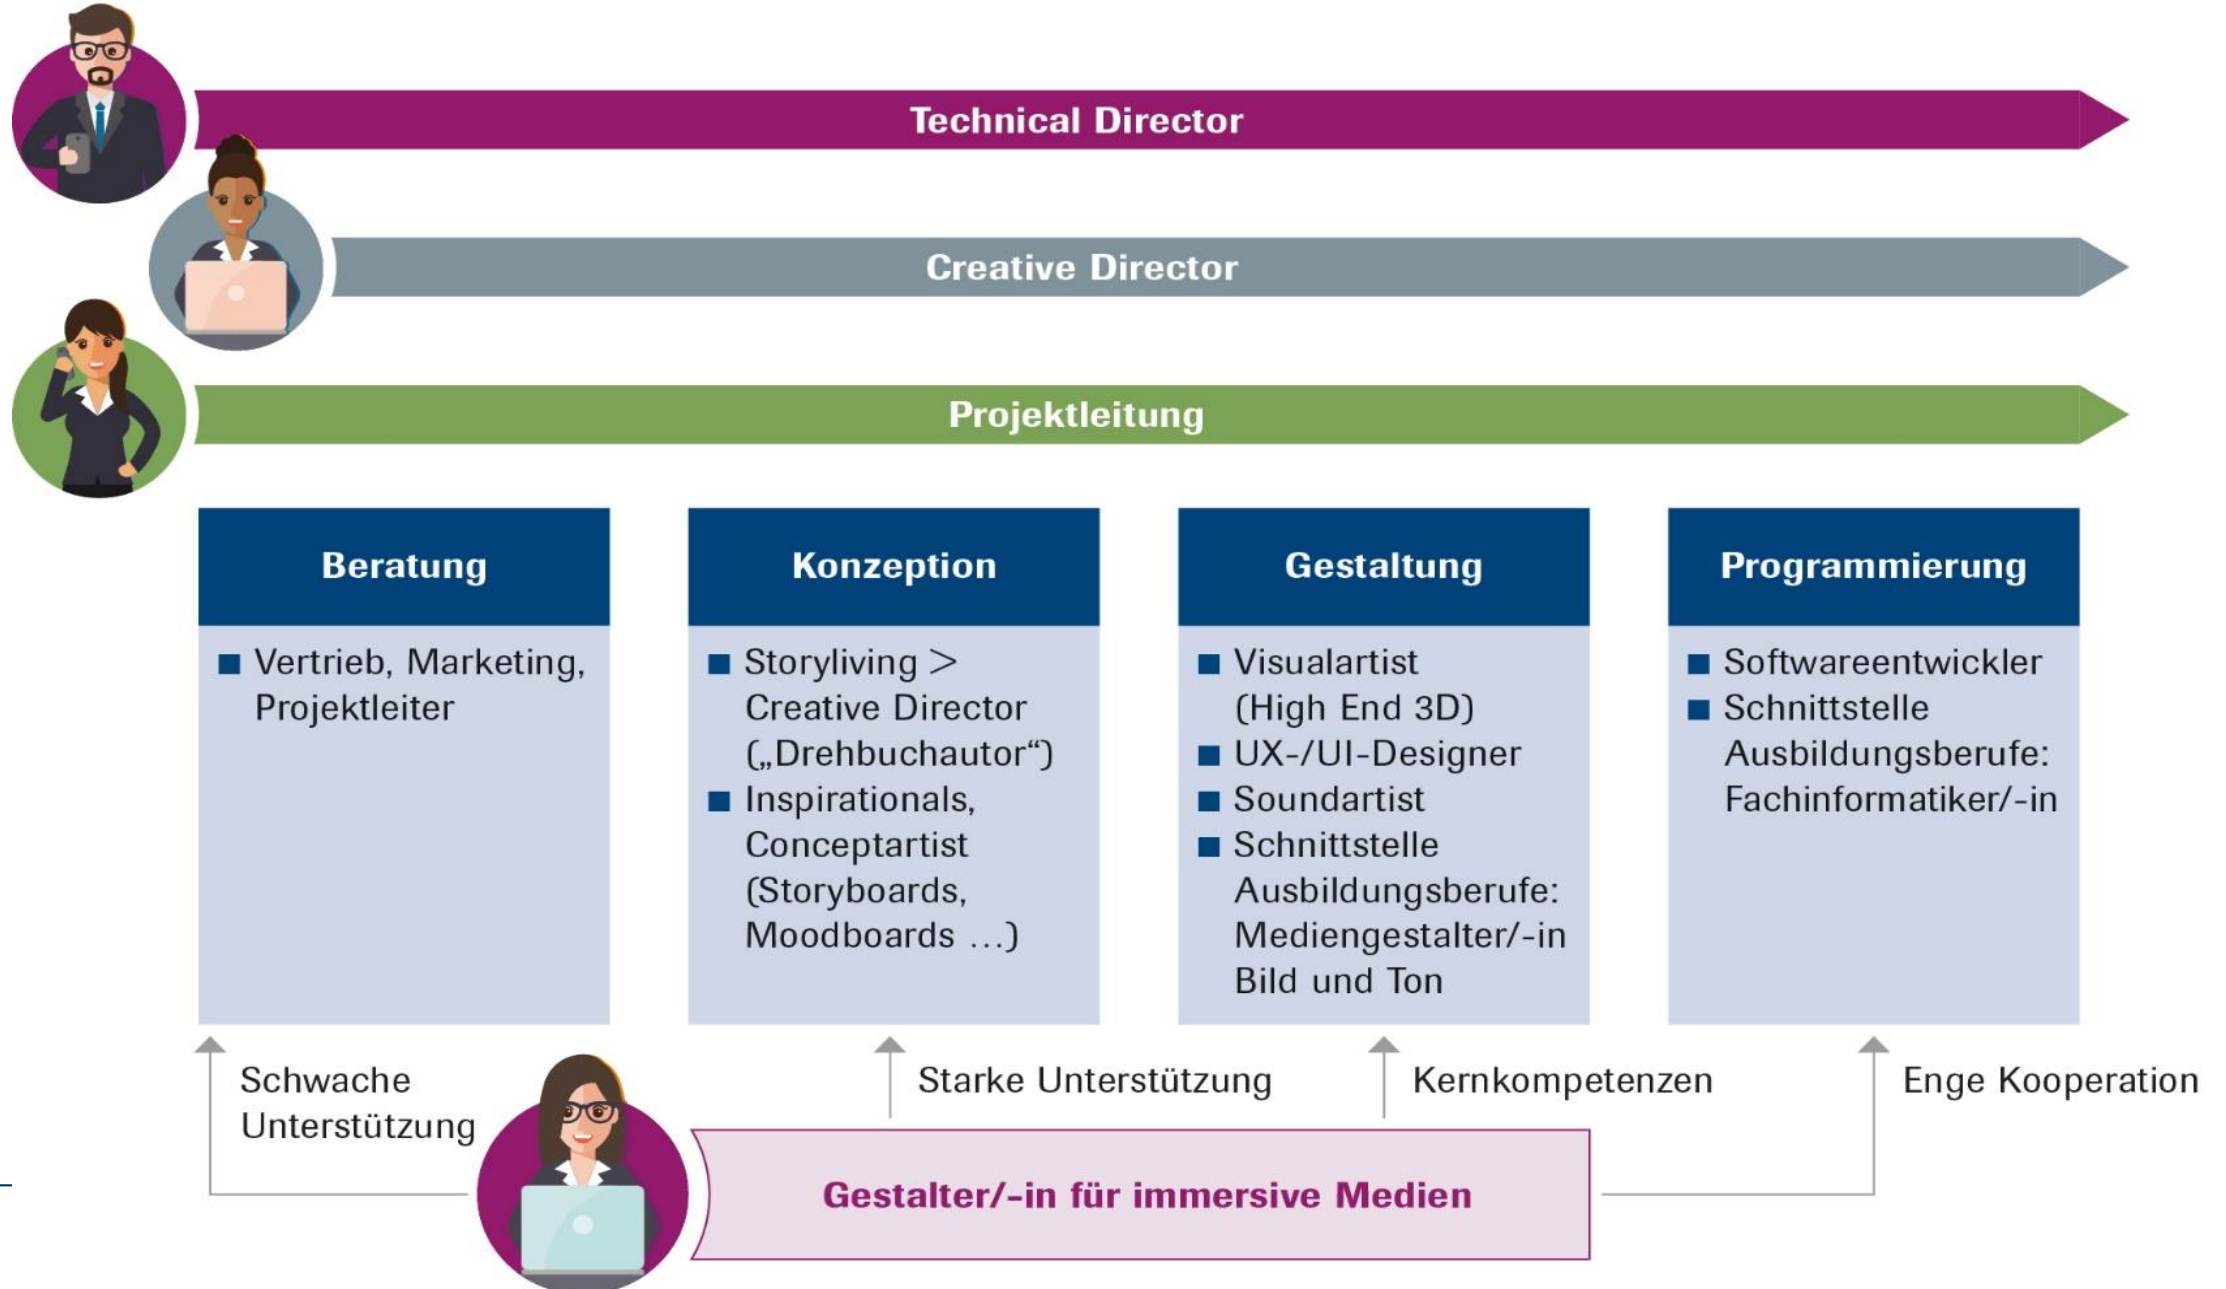 Technical Director
Creative Director
Projektleitung
Beratung
Vertrieb, Marketing,
Projektleiter
Konzeption
Storyliving >
Creative Director
(„Drehbuchautor“)
Inspirationals,
Conceptartist
(Storyboards,
Moodboards …)
Gestaltung
Visualartist
(High End 3D)
UX-/UI-Designer
Soundartist
Schnittstelle
Ausbildungsberufe:
Mediengestalter/-in
Bild und Ton
Programmierung
Softwareentwickler
Schnittstelle
Ausbildungsberufe:
Fachinformatiker/-in
Schwache
Unterstützung
Starke Unterstützung
Kernkompetenzen
Enge Kooperation
Gestalter/-in für immersive Medien